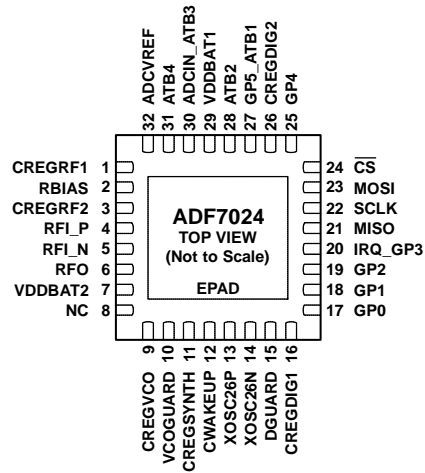 32 ADCVREF
31 ATB4
30 ADCIN_ATB3
29 VDDBAT1
28 ATB2
27 GP5_ATB1
26 CREGDIG2
25 GP4
CREGRF1 1
RBIAS 2
CREGRF2 3
RFI_P 4
RFI_N 5
RFO 6
VDDBAT2 7
NC 8
ADF7024
TOP VIEW
(Not to Scale)
EPAD
24 CS
23 MOSI
22 SCLK
21 MISO
20 IRQ_GP3
19 GP2
18 GP1
17 GP0
CREGVCO 9
VCOGUARD 10
CREGSYNTH 11
CWAKEUP 12
XOSC26P 13
XOSC26N 14
DGUARD 15
CREGDIG1 16